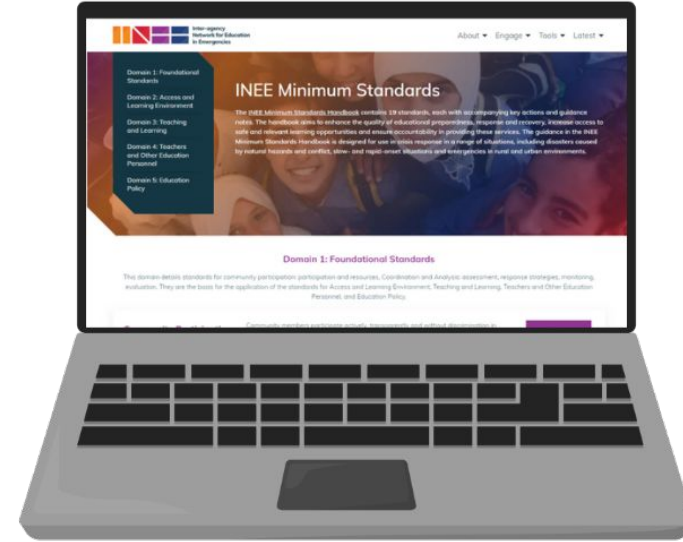 Inter-agency
Network for Education
in Emergencies
About Engage Tools Latest
Domain 1: Foundational
Standards
Domain 2: Access and
Learning Environment
Domain 3: Teaching
and Learning
Domain 4: Teachers
and Other Education
Personnel
Domain 5: Education
Policy
INEE Minimum Standards
The INEE Minimum Standards Handbook contains 19 standards, each with accompanying key actions and guidance
notes. The handbook aims to enhance the quality of educational preparedness, response and recovery, increase access to
safe and relevant learning opportunities and ensure accountability in providing these services. The guidance in the INEE
Minimum Standards Handbook is designed for use in crisis response in a range of situations, including disasters caused
by natural hazards and conflict, slow- and rapid-onset situations and emergencies in rural and urban environments.
Domain 1: Foundational Standards
This domain details standards for community participation: participation and resources, Coordination and Analysis: assessment, response strategies, monitoring,
evaluation. They are the basis for the application of the standards for Access and Learning Environment, Teaching and Learning, Teachers and Other Education
Personnel, and Education Policy.
Community members participate actively, transparently and without discrimination in